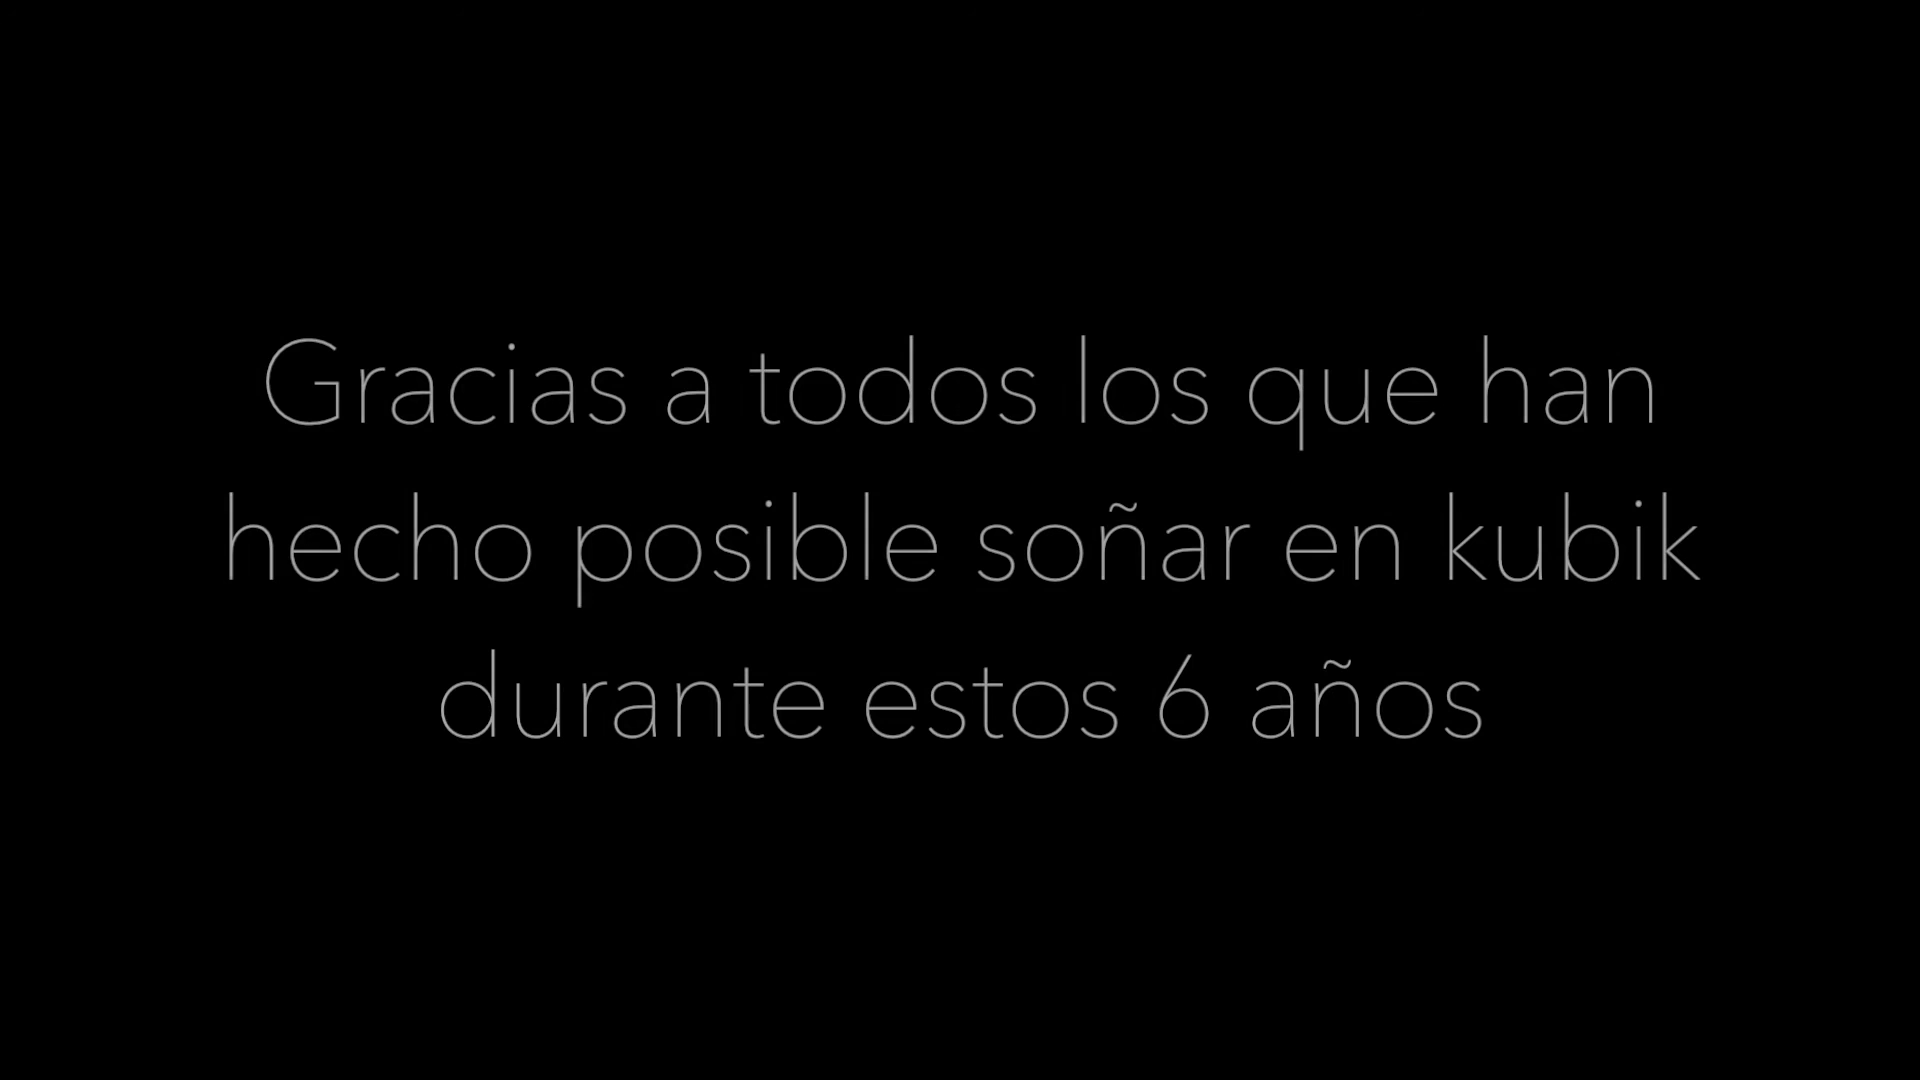 Gracias a todos los que han
hecho posible soñar en kubik
durante estos 6 años